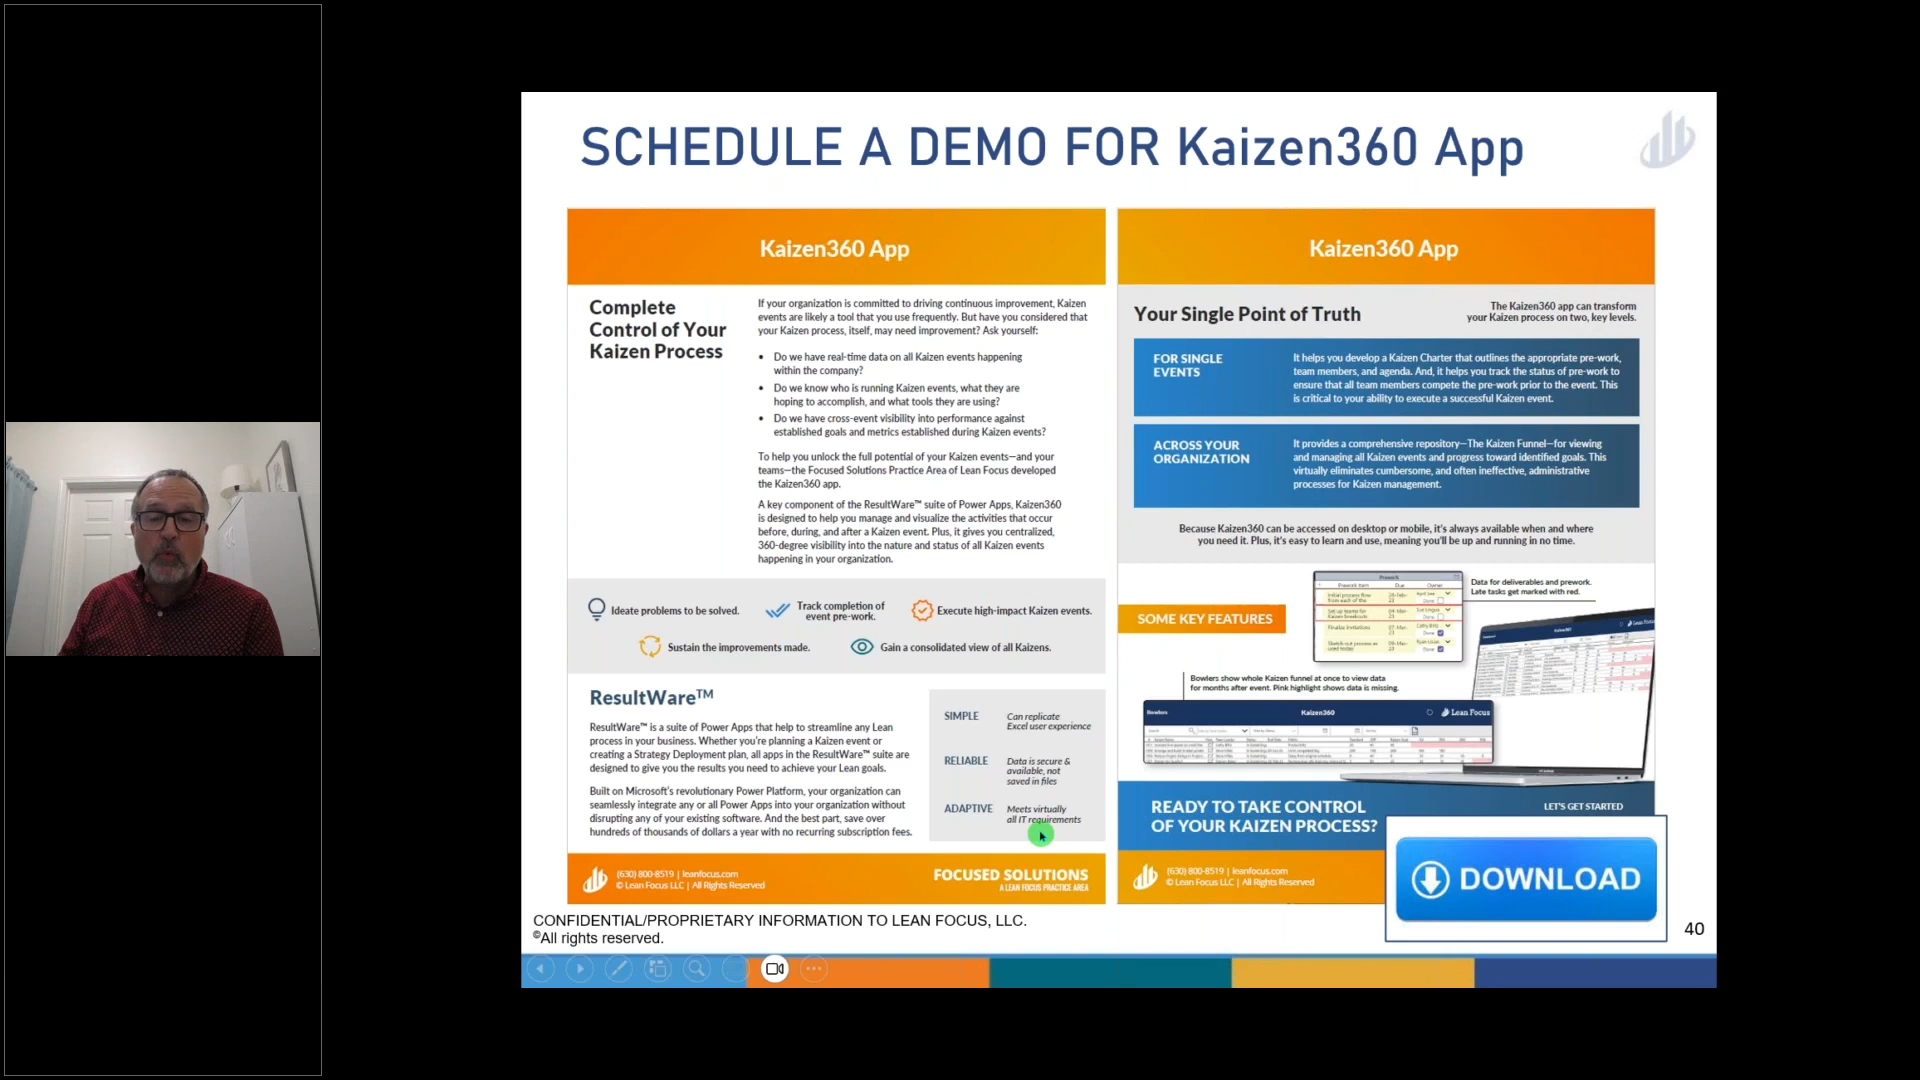 SCHEDULE A DEMO FOR Kaizen360 App
Kaizen360 App
Complete
Control of Your
Kaizen Process
If your organization is committed to driving continuous improvement, Kaizen
events are likely a tool that you use frequently. But have you considered that
your Kaizen process, itself, may need improvement? Ask yourself:
• Do we have real-time data on all Kaizen events happening
within the company?
• Do we know who is running Kaizen events, what they are
hoping to accomplish, and what tools they are using?
• Do we have cross-event visibility into performance against
established goals and metrics established during Kaizen events?
To help you unlock the full potential of your Kaizen events—and your
teams—the Focused Solutions Practice Area of Lean Focus developed
the Kaizen360 app.
A key component of the ResultWare™ suite of Power Apps, Kaizen360
is designed to help you manage and visualize the activities that occur
before, during, and after a Kaizen event. Plus, it gives you centralized,
360-degree visibility into the nature and status of all Kaizen events
happening in your organization.
Ideate problems to be solved.
Track completion of
event pre-work.
Execute high-impact Kaizen events.
Sustain the improvements made.
Gain a consolidated view of all Kaizens.
ResultWare™
ResultWare™ is a suite of Power Apps that help to streamline any Lean
process in your business. Whether you're planning a Kaizen event or
creating a Strategy Deployment plan, all apps in the ResultWare™ suite are
designed to give you the results you need to achieve your Lean goals.
Built on Microsoft's revolutionary Power Platform, your organization can
seamlessly integrate any or all Power Apps into your organization without
disrupting any of your existing software. And the best part, save over
hundreds of thousands of dollars a year with no recurring subscription fees.
SIMPLE
Can replicate
Excel user experience
RELIABLE
Data is secure &
available, not
saved in files
ADAPTIVE
Meets virtually
all IT requirements
(630) 800-8519 | leanfocus.com
© Lean Focus LLC | All Rights Reserved
FOCUSED SOLUTIONS
A LEAN FOCUS PRACTICE AREA
Kaizen360 App
Your Single Point of Truth
The Kaizen360 app can transform
your Kaizen process on two, key levels.
FOR SINGLE
EVENTS
It helps you develop a Kaizen Charter that outlines the appropriate pre-work,
team members, and agenda. And, it helps you track the status of pre-work to
ensure that all team members compete the pre-work prior to the event. This
is critical to your ability to execute a successful Kaizen event.
ACROSS YOUR
ORGANIZATION
It provides a comprehensive repository—The Kaizen Funnel—for viewing
and managing all Kaizen events and progress toward identified goals. This
virtually eliminates cumbersome, and often ineffective, administrative
processes for Kaizen management.
Because Kaizen360 can be accessed on desktop or mobile, it's always available when and where
you need it. Plus, it's easy to learn and use, meaning you'll be up and running in no time.
SOME KEY FEATURES
Prework
Prework Item Due Owner
Data for deliverables and prework.
Late tasks get marked with red.
Bowlers show whole Kaizen funnel at once to view data
for months after event. Pink highlight shows data is missing.
Bowlers
Kaizen360
Lean Focus
READY TO TAKE CONTROL
OF YOUR KAIZEN PROCESS?
LET'S GET STARTED
(630) 800-8519 | leanfocus.com
© Lean Focus LLC | All Rights Reserved
DOWNLOAD
CONFIDENTIAL/PROPRIETARY INFORMATION TO LEAN FOCUS, LLC.
©All rights reserved.
40